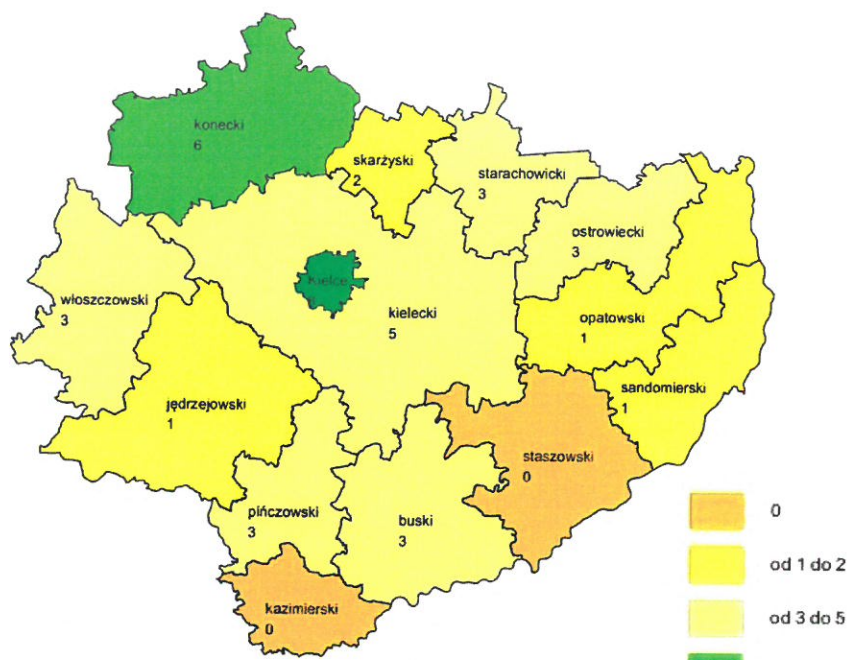 konecki
6
skarżyski
2
starachowicki
3
ostrowiecki
3
Kielce
włoszczowski
3
kielecki
5
opatowski
1
jędrzejowski
1
sandomierski
1
staszowski
0
pińczowski
3
buski
3
kazimierski
0
0
od 1 do 2
od 3 do 5